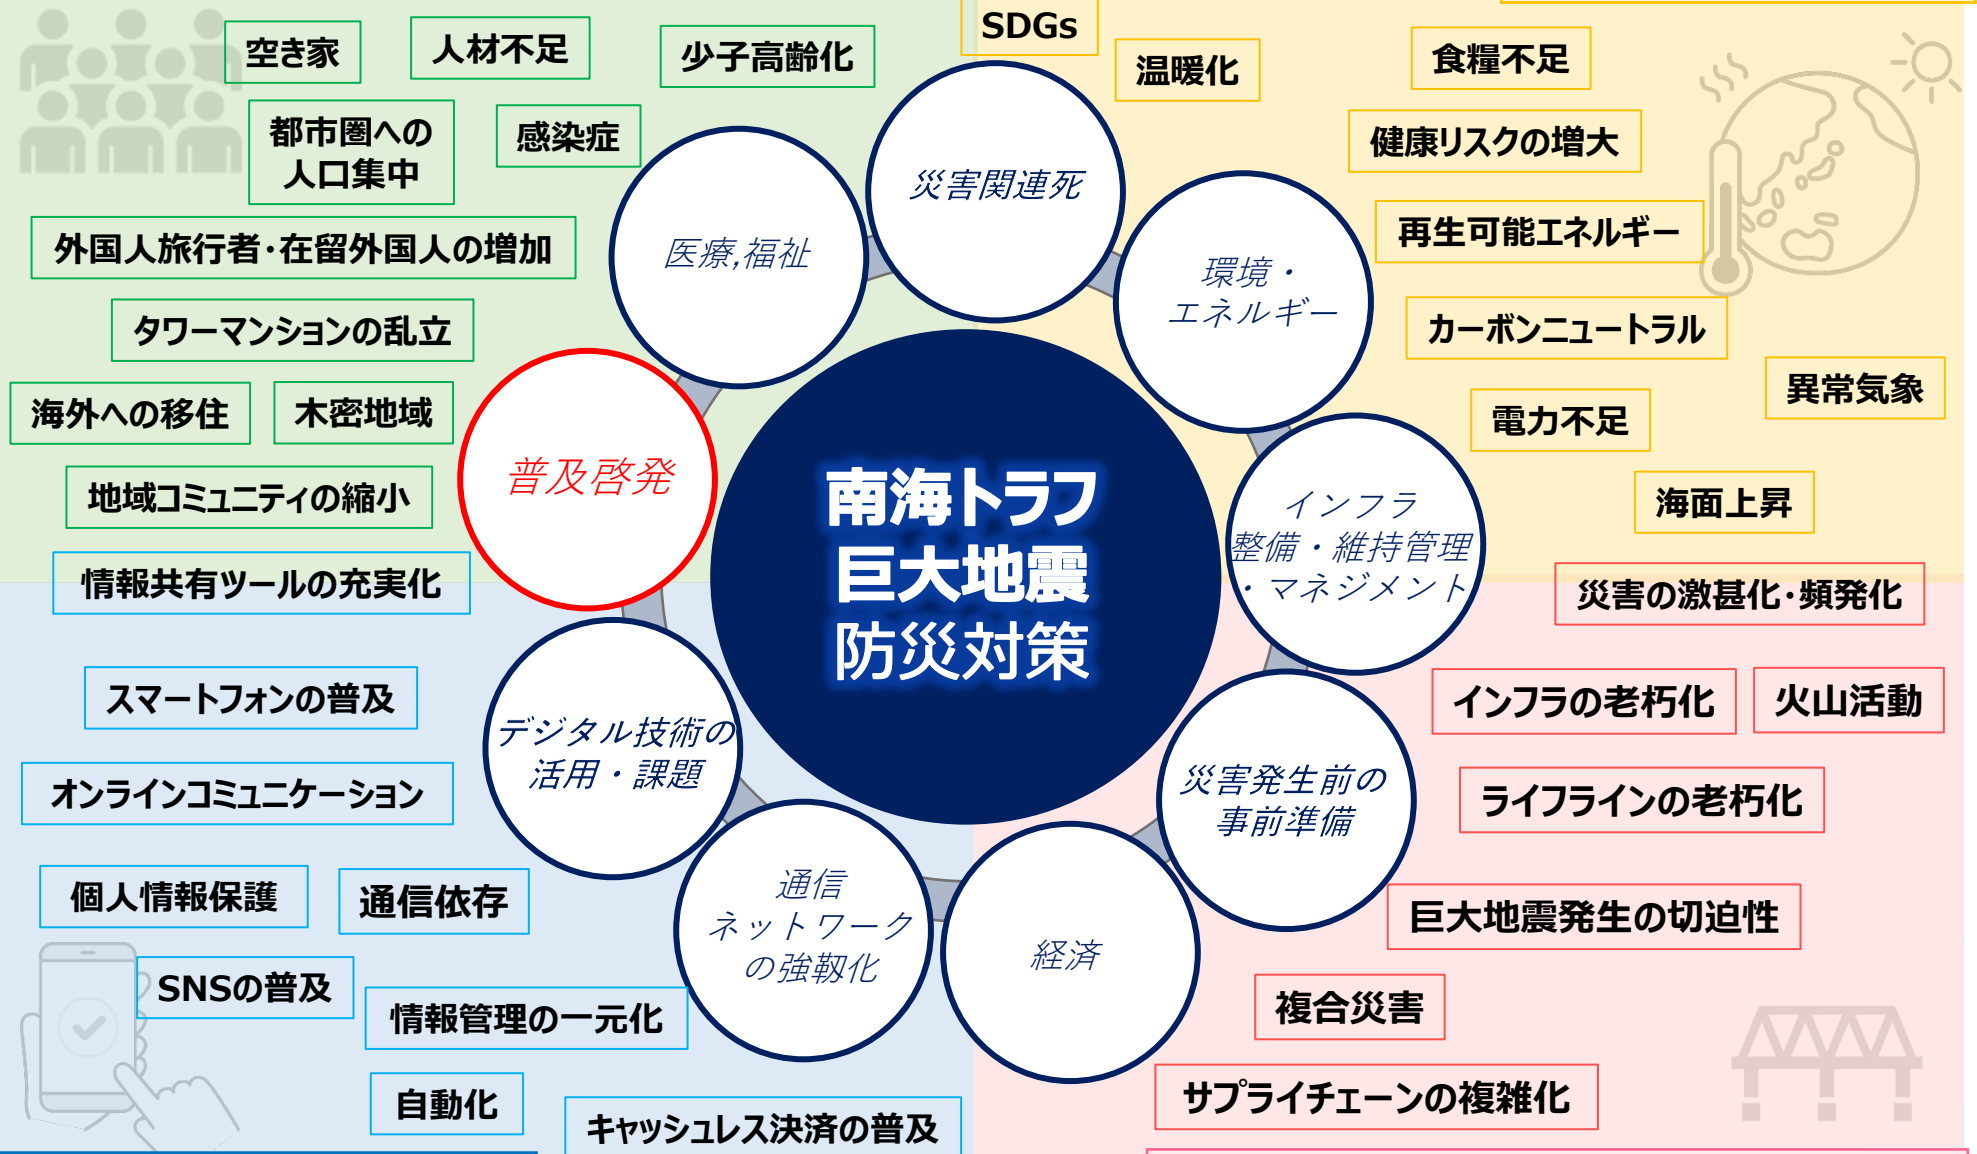 SDGs
空き家
人材不足
少子高齢化
温暖化
食糧不足
都市圏への
人口集中
感染症
健康リスクの増大
災害関連死
外国人旅行者・在留外国人の増加
医療,福祉
再生可能エネルギー
環境・
エネルギー
タワーマンションの乱立
カーボンニュートラル
海外への移住
木密地域
異常気象
電力不足
普及啓発
地域コミュニティの縮小
南海トラフ
巨大地震
防災対策
インフラ
整備・維持管理
・マネジメント
海面上昇
情報共有ツールの充実化
災害の激甚化・頻発化
スマートフォンの普及
インフラの老朽化
火山活動
デジタル技術の
活用・課題
災害発生前の
事前準備
オンラインコミュニケーション
ライフラインの老朽化
個人情報保護
通信依存
通信
ネットワーク
の強靱化
経済
巨大地震発生の切迫性
SNSの普及
情報管理の一元化
複合災害
自動化
キャッシュレス決済の普及
サプライチェーンの複雑化